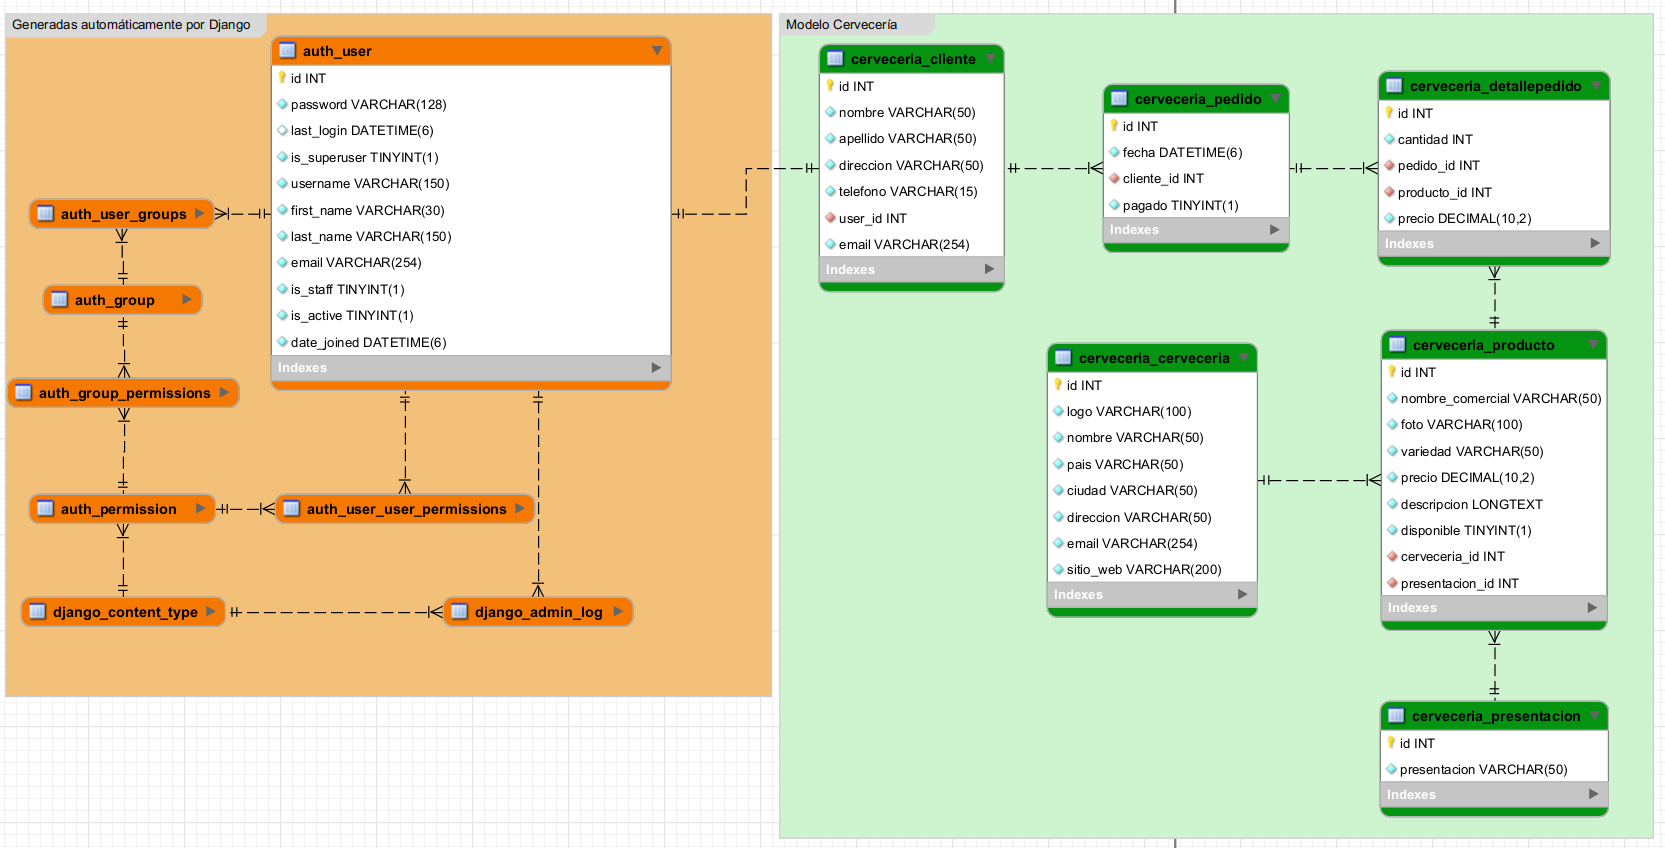 Generadas automáticamente por Django
auth_user
id INT
password VARCHAR(128)
last_login DATETIME(6)
is_superuser TINYINT(1)
username VARCHAR(150)
first_name VARCHAR(30)
last_name VARCHAR(150)
email VARCHAR(254)
is_staff TINYINT(1)
is_active TINYINT(1)
date_joined DATETIME(6)
Indexes
auth_user_groups
auth_group
auth_group_permissions
auth_permission
auth_user_user_permissions
django_content_type
django_admin_log
Modelo Cervecería
cerveceria_cliente
id INT
nombre VARCHAR(50)
apellido VARCHAR(50)
direccion VARCHAR(50)
telefono VARCHAR(15)
user_id INT
email VARCHAR(254)
Indexes
cerveceria_pedido
id INT
fecha DATETIME(6)
cliente_id INT
pagado TINYINT(1)
Indexes
cerveceria_detallepedido
id INT
cantidad INT
pedido_id INT
producto_id INT
precio DECIMAL(10,2)
Indexes
cerveceria_cerveceria
id INT
logo VARCHAR(100)
nombre VARCHAR(50)
pais VARCHAR(50)
ciudad VARCHAR(50)
direccion VARCHAR(50)
email VARCHAR(254)
sitio_web VARCHAR(200)
Indexes
cerveceria_producto
id INT
nombre_comercial VARCHAR(50)
foto VARCHAR(100)
variedad VARCHAR(50)
precio DECIMAL(10,2)
descripcion LONGTEXT
disponible TINYINT(1)
cerveceria_id INT
presentacion_id INT
Indexes
cerveceria_presentacion
id INT
presentacion VARCHAR(50)
Indexes